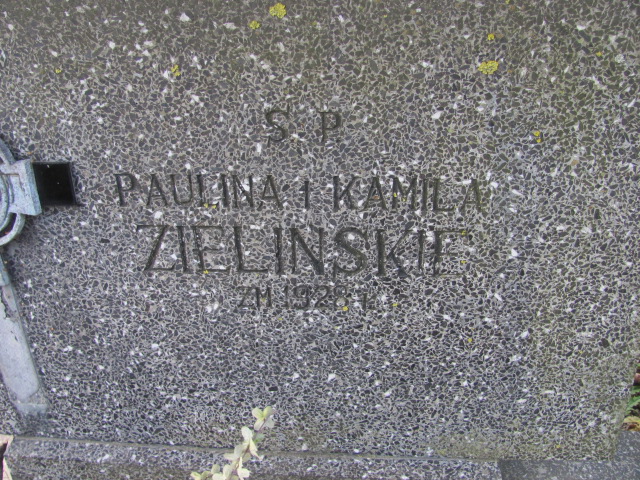 S P
PAULINA I KAMILA
ZIELINSKIE
ZM 1928 r